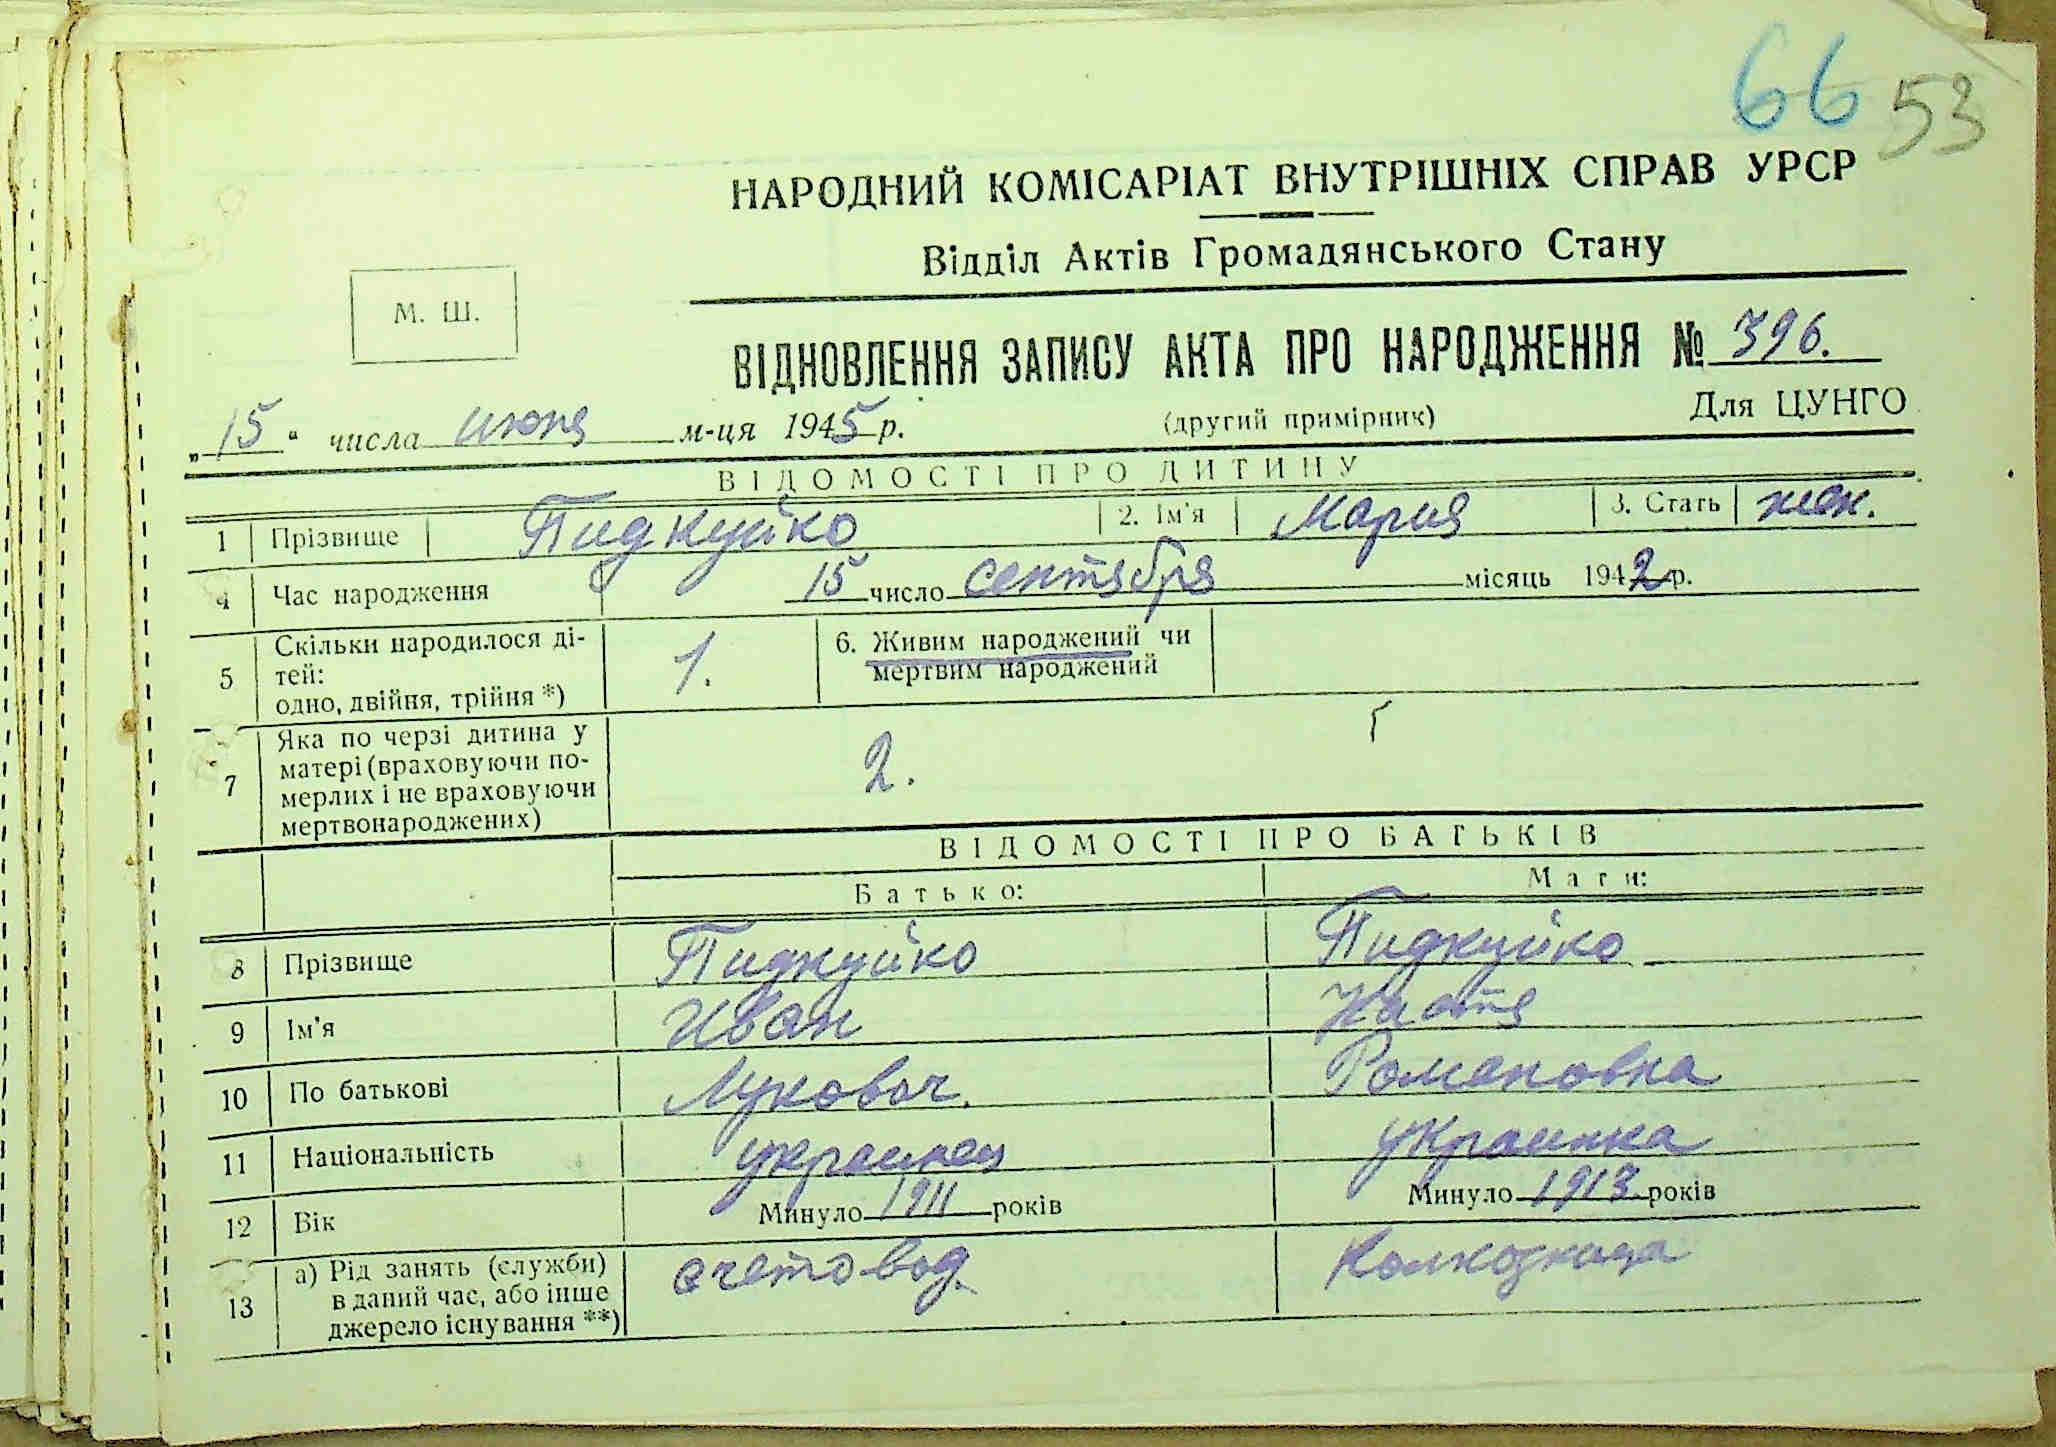 66 53
НАРОДНИЙ КОМІСАРІАТ ВНУТРІШНІХ СПРАВ УРСР
Відділ Актів Громадянського Стану
М. Ш.
ВІДНОВЛЕННЯ ЗАПИСУ АКТА ПРО НАРОДЖЕННЯ № 396.
„15" числа июня м-ця 1945 р. (другий примірник) Для ЦУНГО
ВІДОМОСТІ ПРО ДИТИНУ
1 Прізвище Пидкуйко 2. Ім'я Мария 3. Стать жен.
4 Час народження 15 число сентября місяць 1942 р.
5 Скільки народилося ді-
тей:
одно, двійня, трійня *) 1. 6. Живим народжений чи
мертвим народжений
7 Яка по черзі дитина у
матері (враховуючи по-
мерлих і не враховуючи
мертвонароджених) 2.
ВІДОМОСТІ ПРО БАТЬКІВ
Батько: Мати:
8 Прізвище Пидкуйко Пидкуйко
9 Ім'я Иван Настя
10 По батькові Лукович. Романовна
11 Національність украинец украинка
12 Вік Минуло 1911 років Минуло 1913 років
13 а) Рід занять (служби)
в даний час, або інше
джерело існування **) счетовод. Колхозница